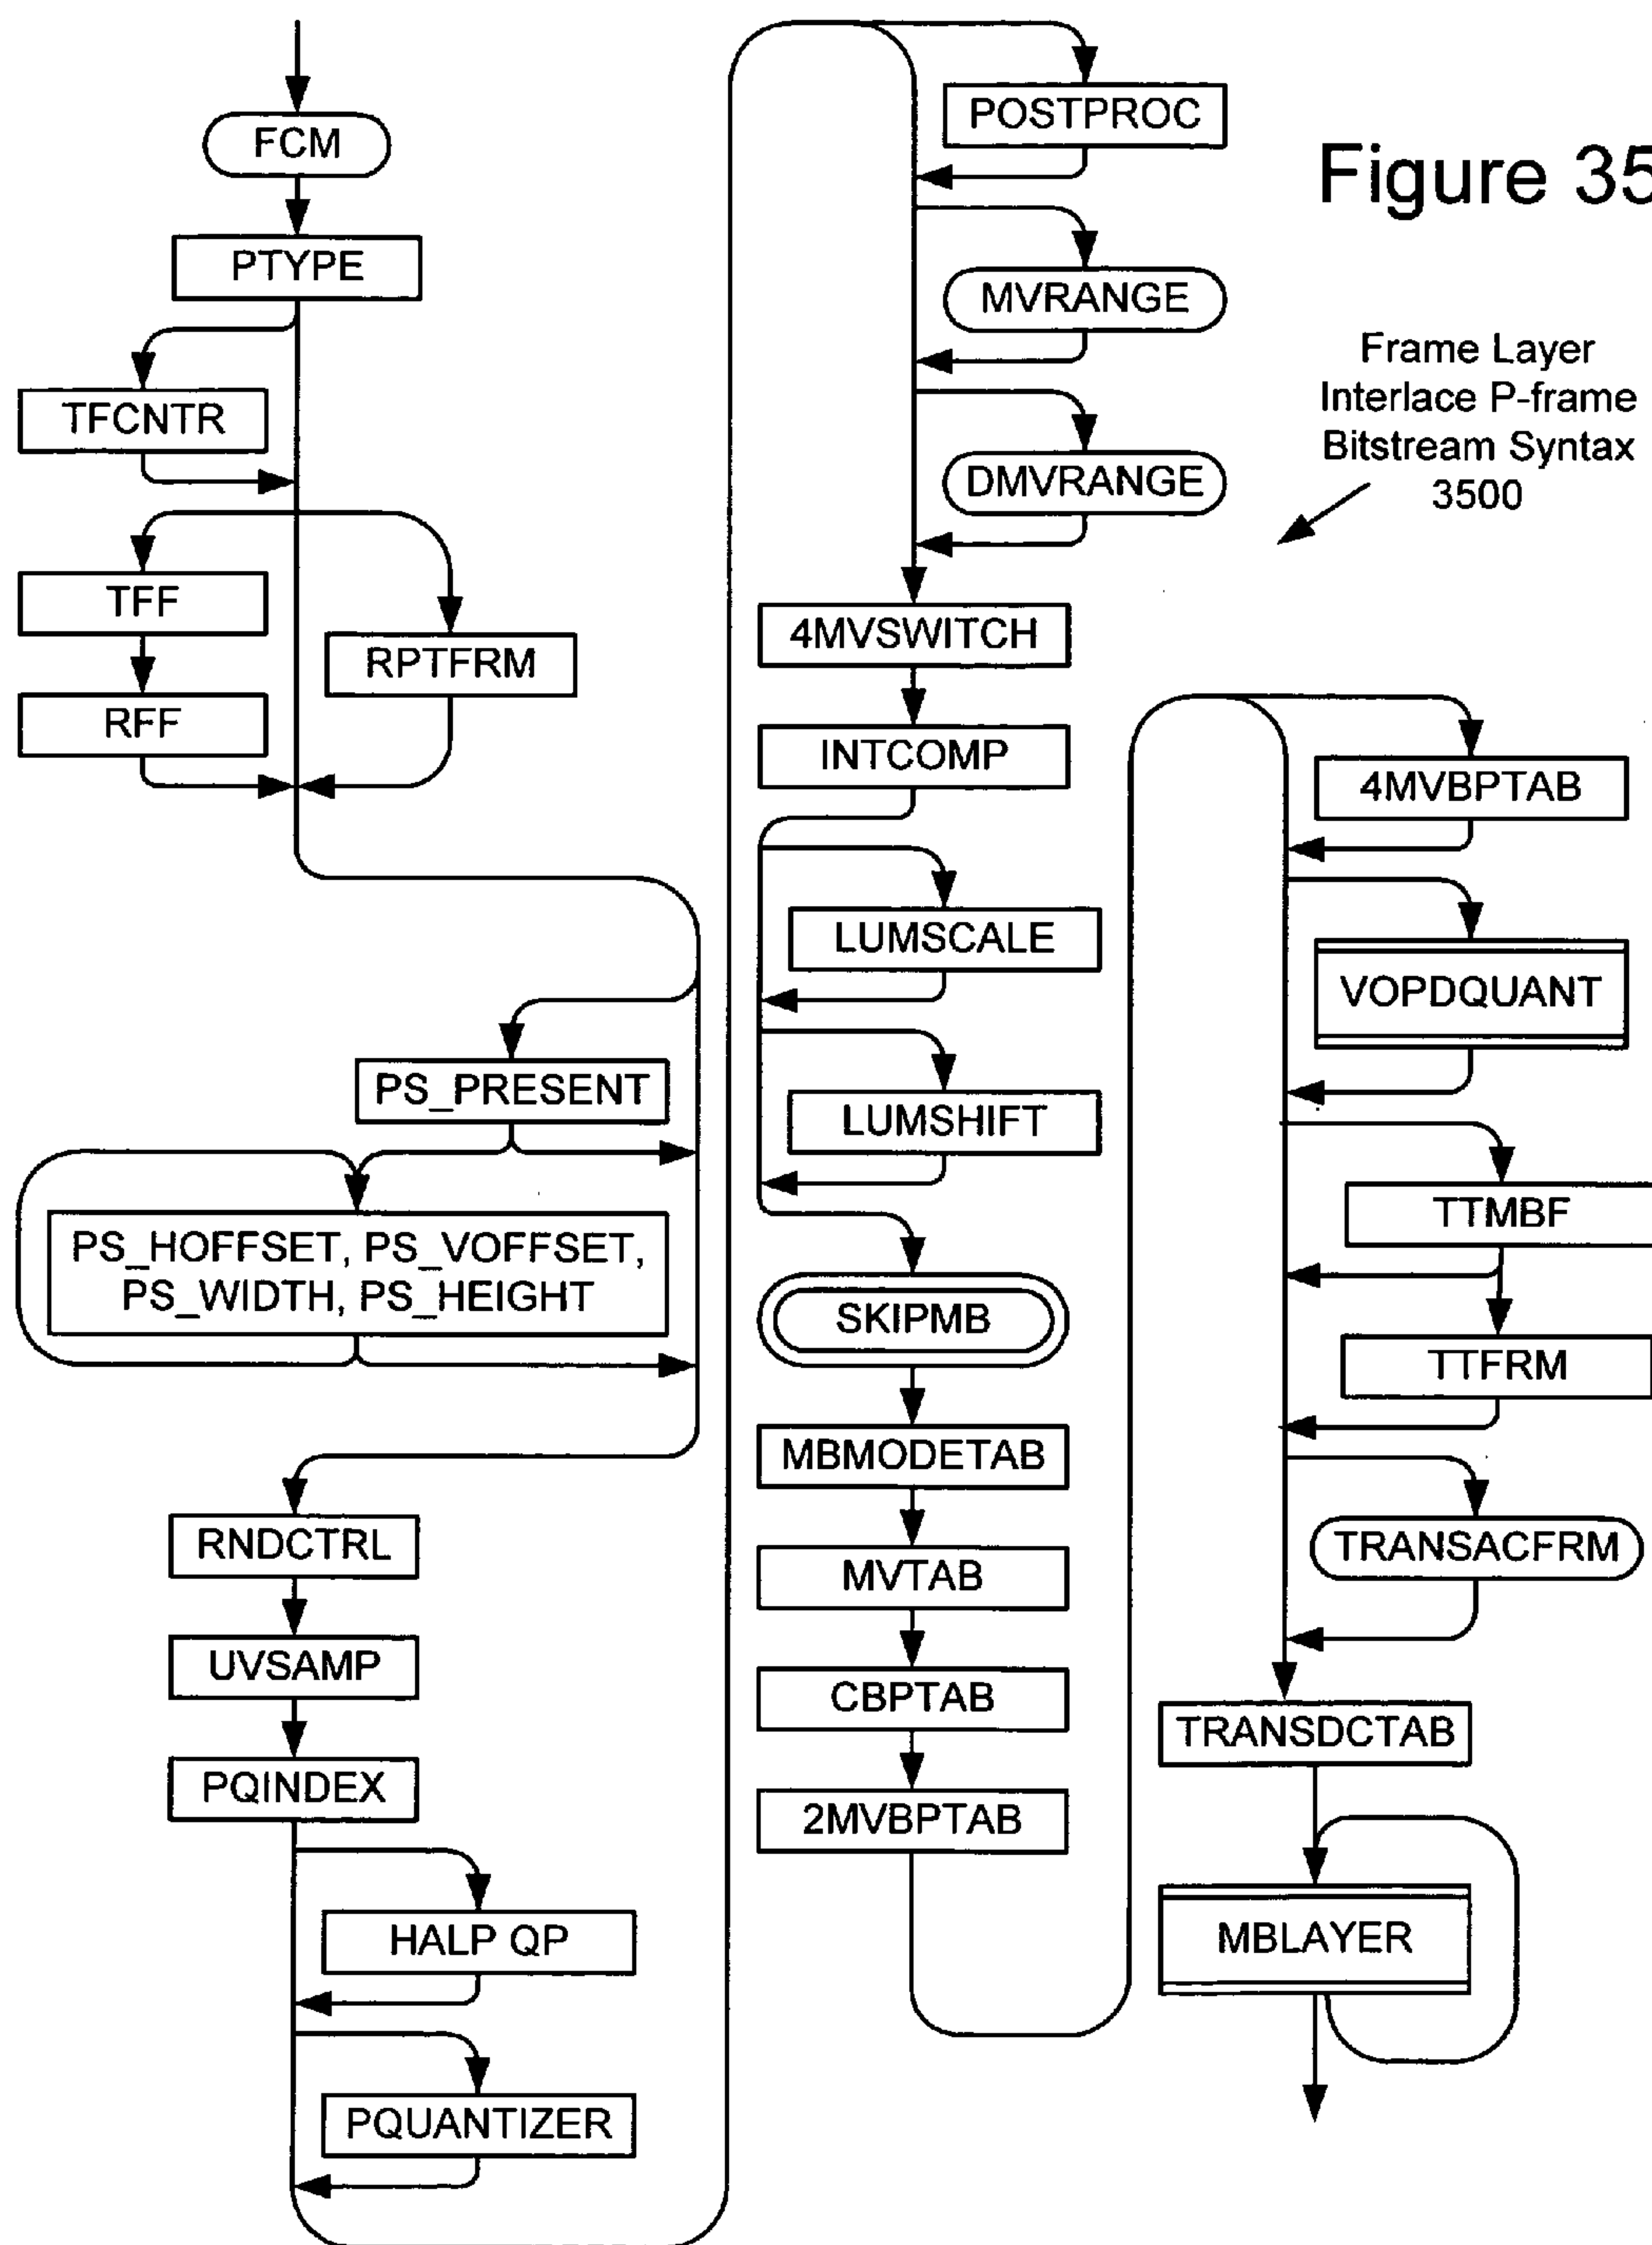 FCM
PTYPE
TFCNTR
TFF
RPTFRM
RFF
PS_PRESENT
PS_HOFFSET, PS_VOFFSET,
PS_WIDTH, PS_HEIGHT
RNDCTRL
UVSAMP
PQINDEX
HALP QP
PQUANTIZER
POSTPROC
MVRANGE
DMVRANGE
4MVSWITCH
INTCOMP
LUMSCALE
LUMSHIFT
SKIPMB
MBMODETAB
MVTAB
CBPTAB
2MVBPTAB
Figure 35
Frame Layer
Interlace P-frame
Bitstream Syntax
3500
4MVBPTAB
VOPDQUANT
TTMBF
TTFRM
TRANSACFRM
TRANSDCTAB
MBLAYER